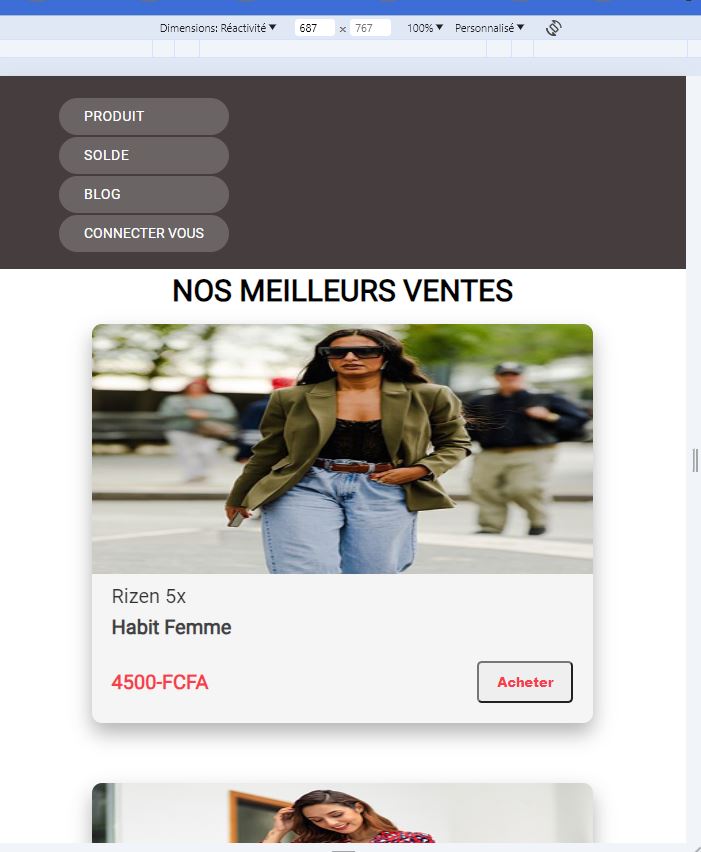 Dimensions: Réactivité ▼ 687 x 767 100% ▼ Personnalisé ▼
PRODUIT
SOLDE
BLOG
CONNECTER VOUS
NOS MEILLEURS VENTES
Rizen 5x
Habit Femme
4500-FCFA
Acheter